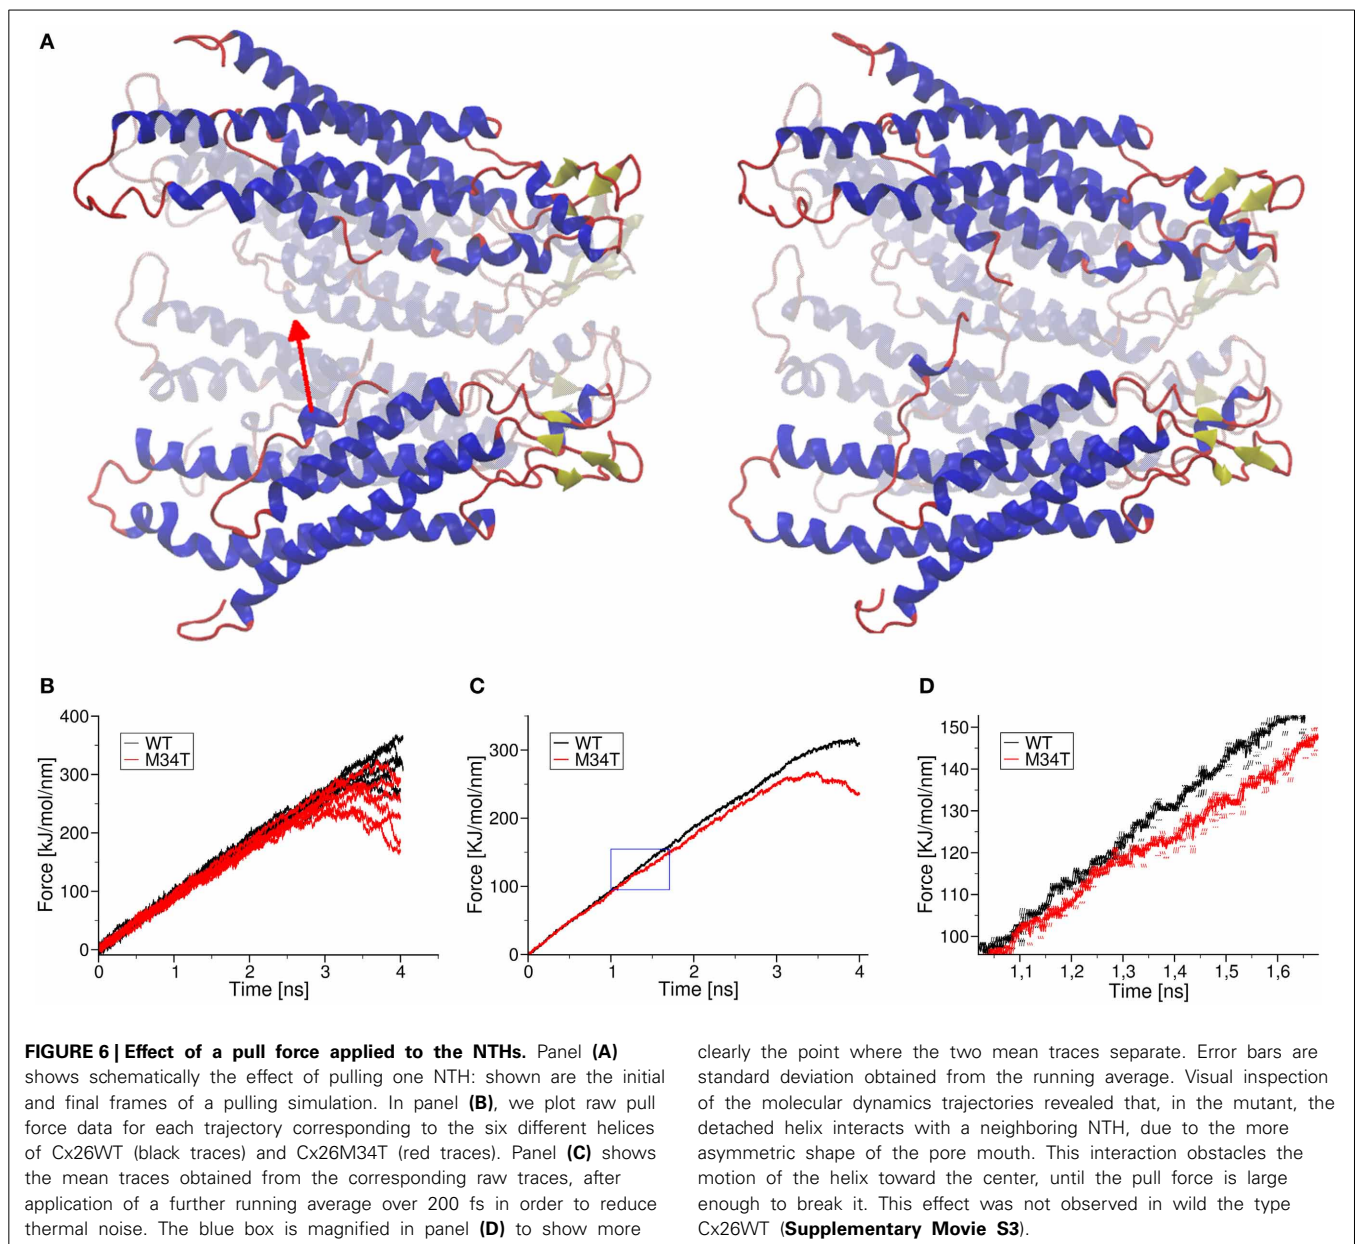 A
B
400
300
200
100
0
Force [KJ/mol/nm]
WT
M34T
0 1 2 3 4
Time [ns]
C
300
200
100
0
Force [KJ/mol/nm]
WT
M34T
0 1 2 3 4
Time [ns]
D
150
140
130
120
110
100
Force [KJ/mol/nm]
WT
M34T
1,1 1,2 1,3 1,4 1,5 1,6
Time [ns]
FIGURE 6 | Effect of a pull force applied to the NTHs. Panel (A)
shows schematically the effect of pulling one NTH: shown are the initial
and final frames of a pulling simulation. In panel (B), we plot raw pull
force data for each trajectory corresponding to the six different helices
of Cx26WT (black traces) and Cx26M34T (red traces). Panel (C) shows
the mean traces obtained from the corresponding raw traces, after
application of a further running average over 200 fs in order to reduce
thermal noise. The blue box is magnified in panel (D) to show more
clearly the point where the two mean traces separate. Error bars are
standard deviation obtained from the running average. Visual inspection
of the molecular dynamics trajectories revealed that, in the mutant, the
detached helix interacts with a neighboring NTH, due to the more
asymmetric shape of the pore mouth. This interaction obstacles the
motion of the helix toward the center, until the pull force is large
enough to break it. This effect was not observed in wild the type
Cx26WT (Supplementary Movie S3).